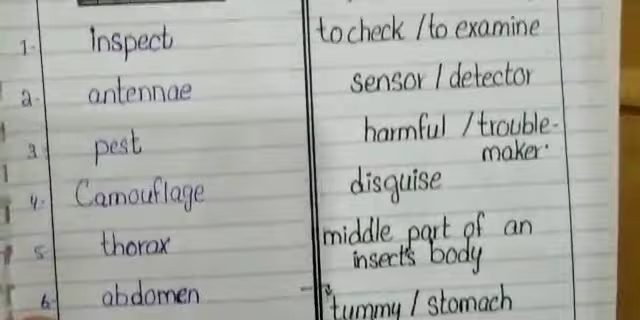 1. inspect to check / to examine
2. antennae sensor / detector
3. pest harmful / trouble-
maker.
4. Camouflage disguise
5. thorax middle part of an
insect's body
6. abdomen tummy / stomach